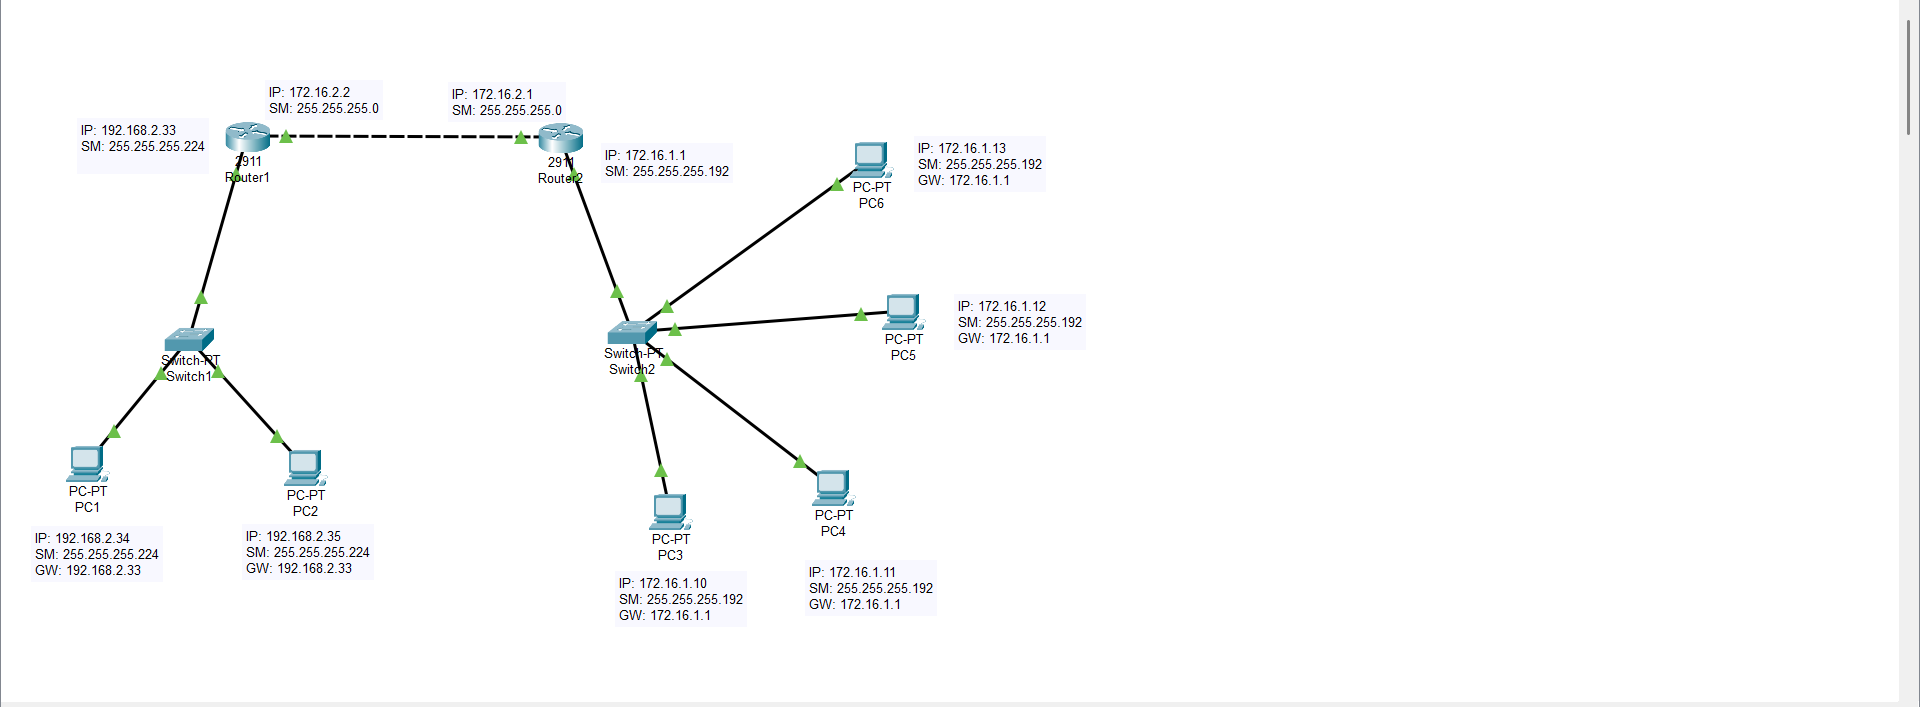 IP: 172.16.2.2
SM: 255.255.255.0
IP: 172.16.2.1
SM: 255.255.255.0
IP: 192.168.2.33
SM: 255.255.255.224
2911
Router1
2911
Router2
IP: 172.16.1.1
SM: 255.255.255.192
PC-PT
PC6
IP: 172.16.1.13
SM: 255.255.255.192
GW: 172.16.1.1
Switch-PT
Switch1
Switch-PT
Switch2
PC-PT
PC5
IP: 172.16.1.12
SM: 255.255.255.192
GW: 172.16.1.1
PC-PT
PC1
IP: 192.168.2.34
SM: 255.255.255.224
GW: 192.168.2.33
PC-PT
PC2
IP: 192.168.2.35
SM: 255.255.255.224
GW: 192.168.2.33
PC-PT
PC3
IP: 172.16.1.10
SM: 255.255.255.192
GW: 172.16.1.1
PC-PT
PC4
IP: 172.16.1.11
SM: 255.255.255.192
GW: 172.16.1.1